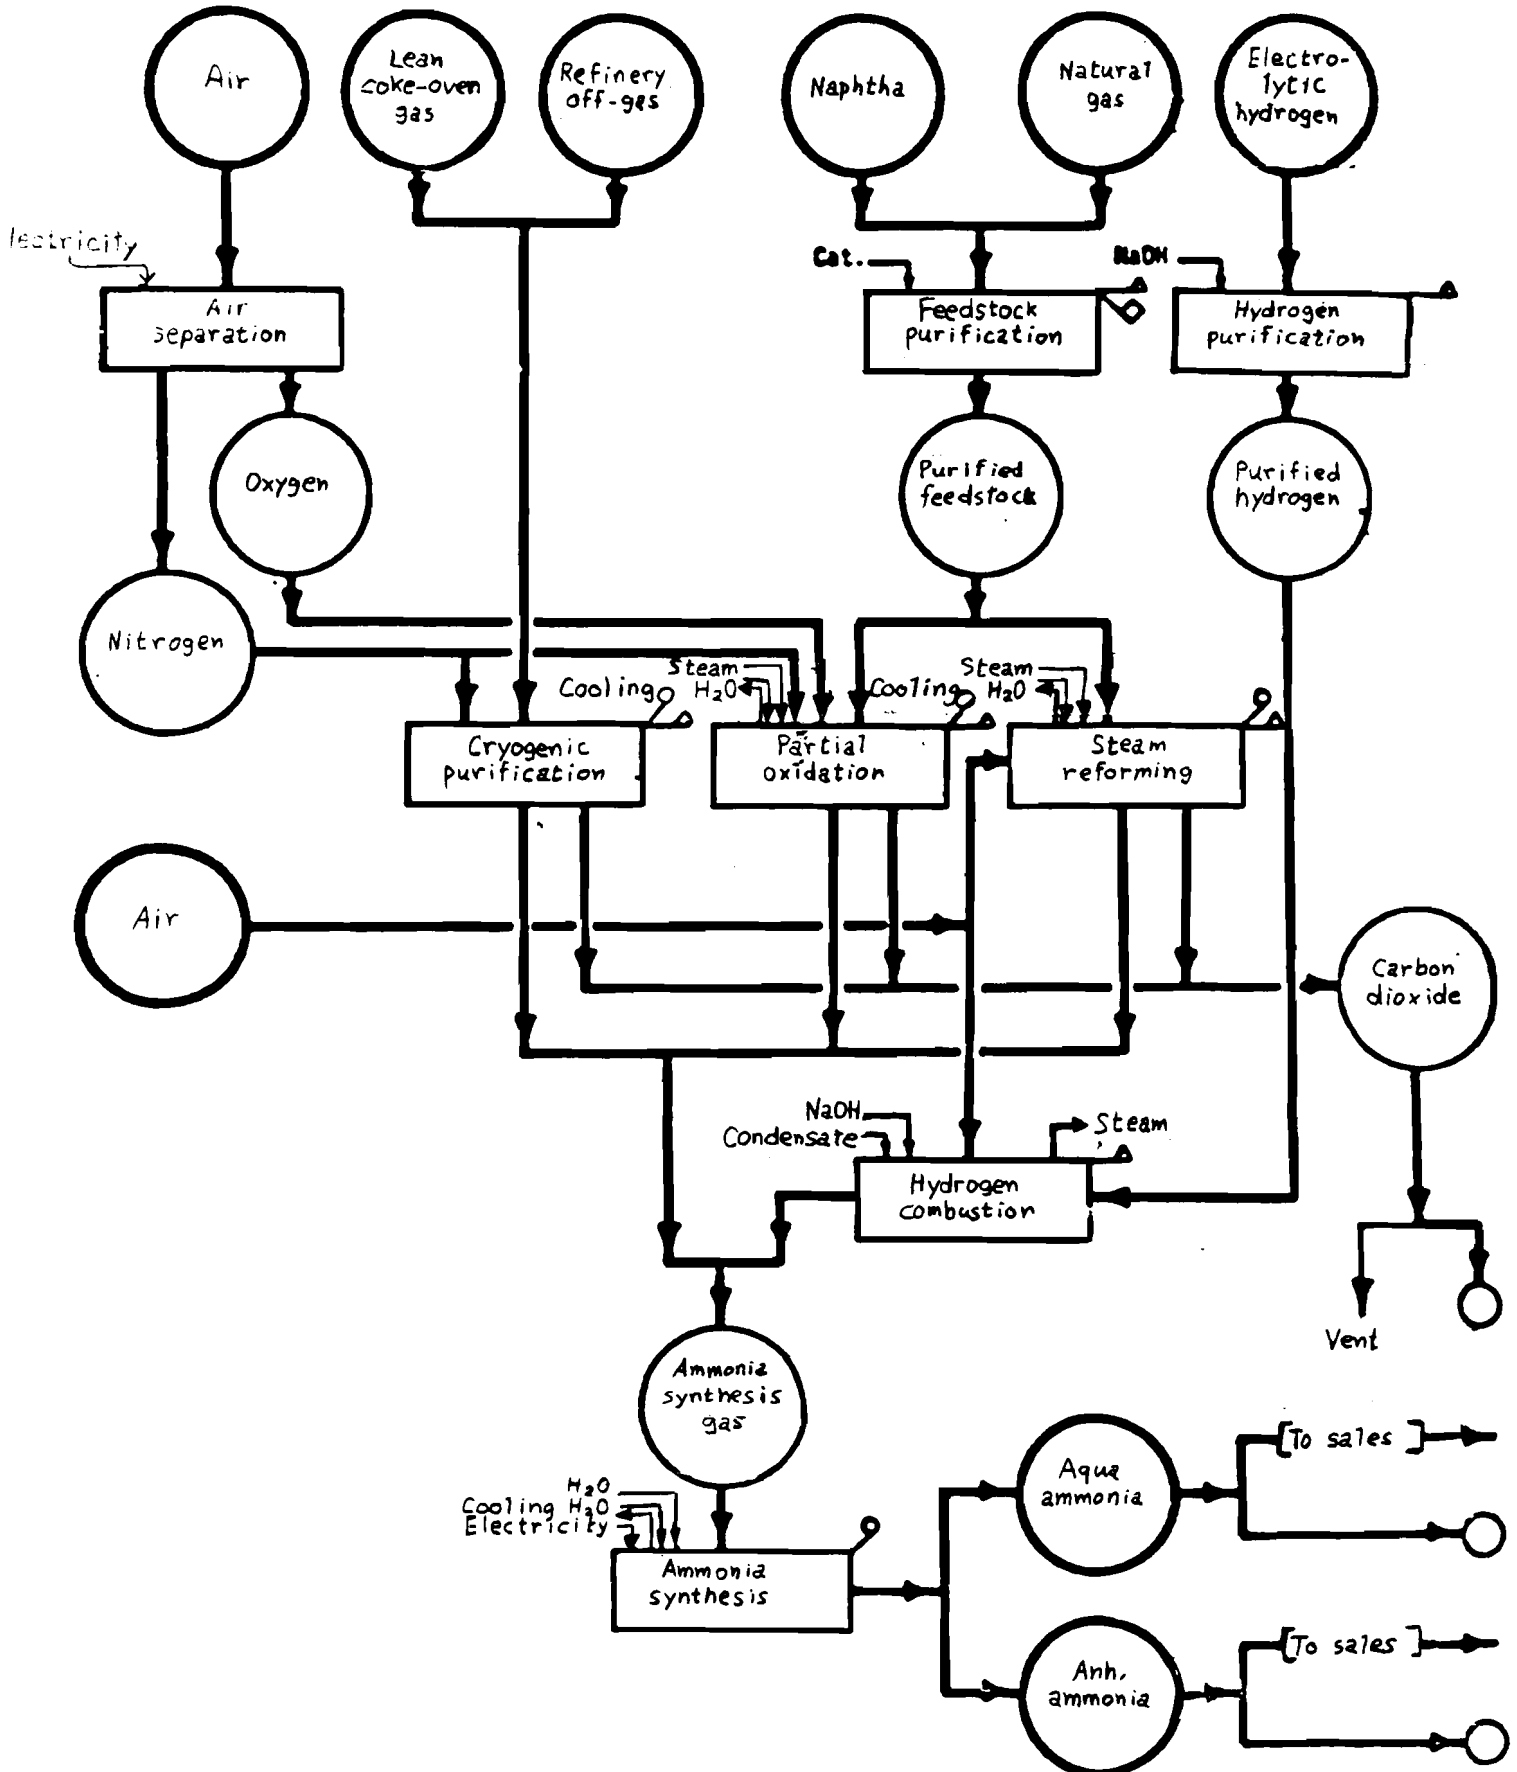 Air
Lean
coke-oven
gas
Refinery
off-gas
Naphtha
Natural
gas
Electro-
lytic
hydrogen
lectricity
Cat.
NaOH
Air
separation
Feedstock
purification
Hydrogen
purification
Oxygen
Purified
feedstock
Purified
hydrogen
Nitrogen
Steam
Cooling H₂O
Steam
Cooling H₂O
Cryogenic
purification
Partial
oxidation
Steam
reforming
Air
Carbon
dioxide
NaOH
Condensate
Steam
Hydrogen
combustion
Vent
Ammonia
synthesis
gas
H₂O
Cooling H₂O
Electricity
Ammonia
synthesis
Aqua
ammonia
[To sales]
Anh.
ammonia
[To sales]